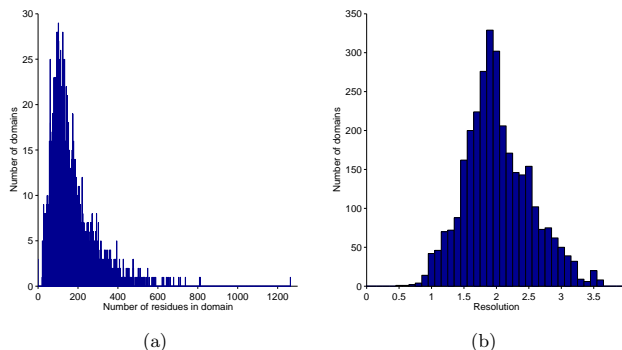 30
25
20
15
10
5
0
Number of domains
0 200 400 600 800 1000 1200
Number of residues in domain
(a)
350
300
250
200
150
100
50
0
Number of domains
0 0.5 1 1.5 2 2.5 3 3.5
Resolution
(b)